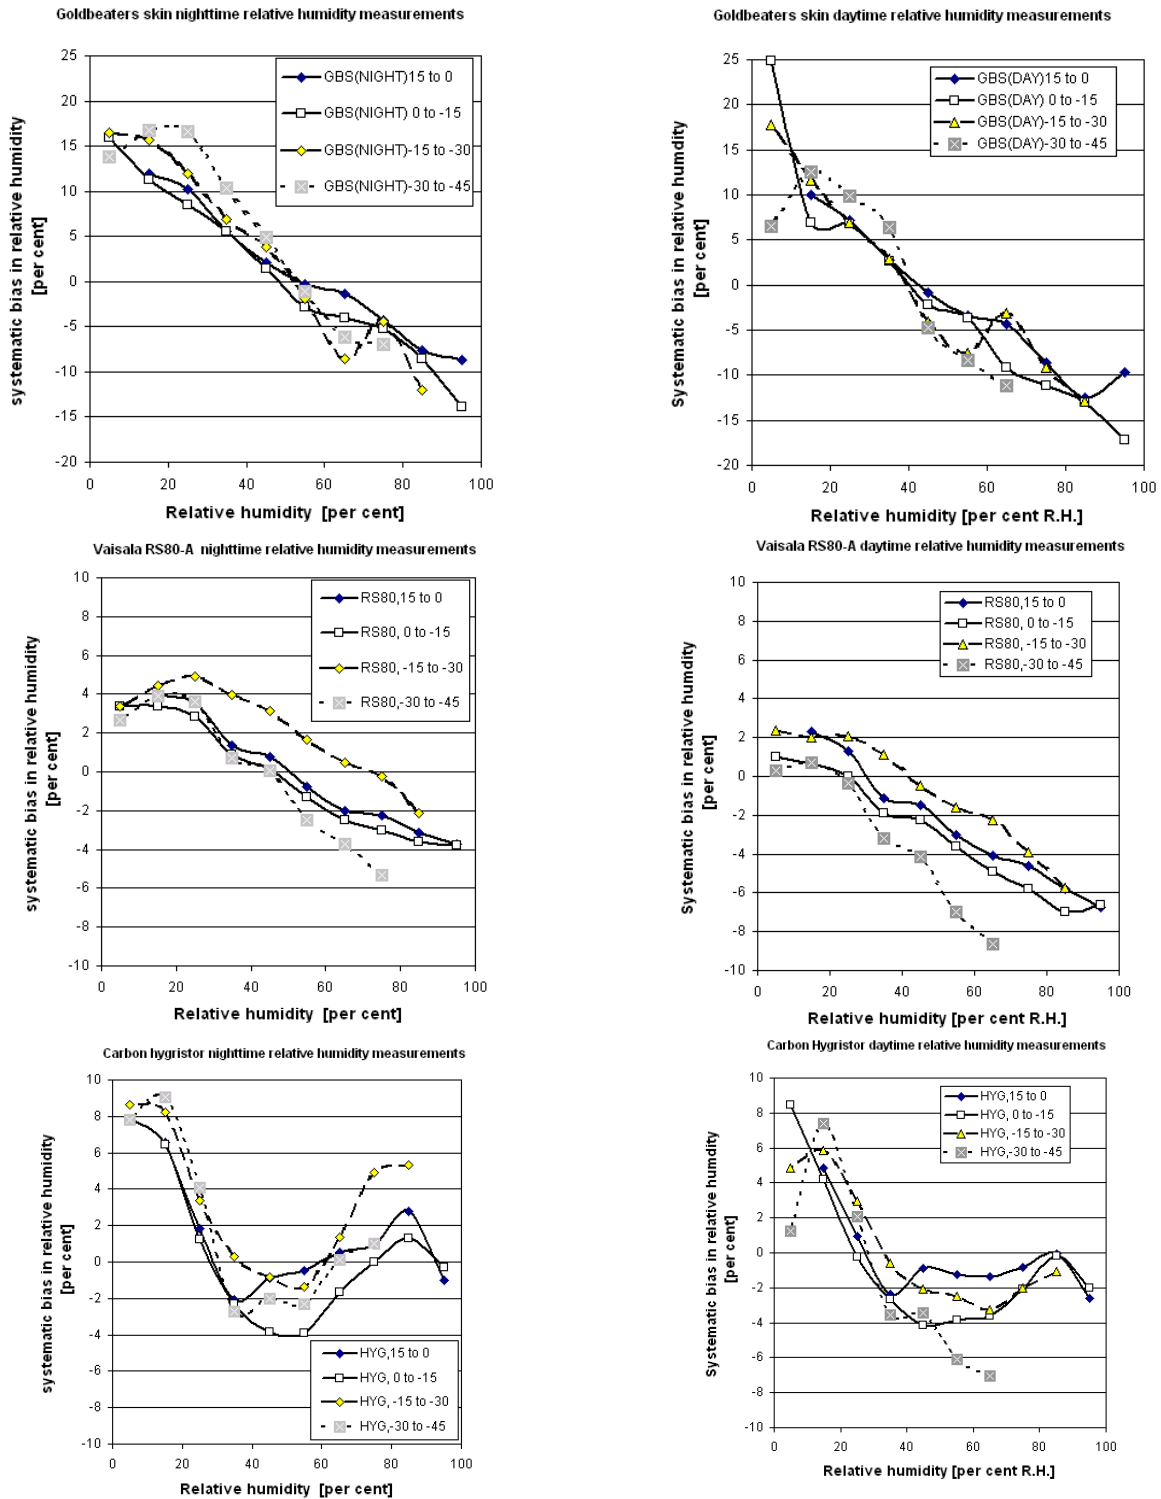 Goldbeaters skin nighttime relative humidity measurements
systematic bias in relative humidity
[per cent]
25
20
15
10
5
0
-5
-10
-15
-20
GBS(NIGHT)15 to 0
GBS(NIGHT) 0 to -15
GBS(NIGHT)-15 to -30
GBS(NIGHT)-30 to -45
0 20 40 60 80 100
Relative humidity [per cent]
Goldbeaters skin daytime relative humidity measurements
Systematic bias in relative humidity
[per cent]
25
20
15
10
5
0
-5
-10
-15
-20
GBS(DAY)15 to 0
GBS(DAY) 0 to -15
GBS(DAY)-15 to -30
GBS(DAY)-30 to -45
0 20 40 60 80 100
Relative humidity [per cent R.H.]
Vaisala RS80-A nighttime relative humidity measurements
systematic bias in relative humidity
[per cent]
10
8
6
4
2
0
-2
-4
-6
-8
-10
RS80,15 to 0
RS80, 0 to -15
RS80, -15 to -30
RS80,-30 to -45
0 20 40 60 80 100
Relative humidity [per cent]
Vaisala RS80-A daytime relative humidity measurements
Systematic bias in relative humidity
[per cent]
10
8
6
4
2
0
-2
-4
-6
-8
-10
RS80,15 to 0
RS80, 0 to -15
RS80, -15 to -30
RS80,-30 to -45
0 20 40 60 80 100
Relative humidity [per cent R.H.]
Carbon hygristor nighttime relative humidity measurements
systematic bias in relative humdity
[per cent]
10
8
6
4
2
0
-2
-4
-6
-8
-10
HYG,15 to 0
HYG, 0 to -15
HYG, -15 to -30
HYG,-30 to -45
0 20 40 60 80 100
Relative humidity [per cent]
Carbon Hygristor daytime relative humidity measurements
Systematic bias in relative humidity
[per cent]
10
8
6
4
2
0
-2
-4
-6
-8
-10
HYG,15 to 0
HYG, 0 to -15
HYG, -15 to -30
HYG,-30 to -45
0 20 40 60 80 100
Relative humidity [per cent R.H.]